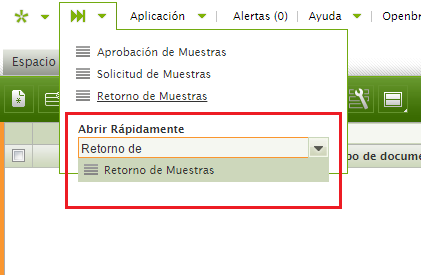 Aplicación
Alertas (0)
Ayuda
Openbr
Aprobación de Muestras
Solicitud de Muestras
Retorno de Muestras
Espacio
Abrir Rápidamente
Retorno de
Retorno de Muestras
po de docume